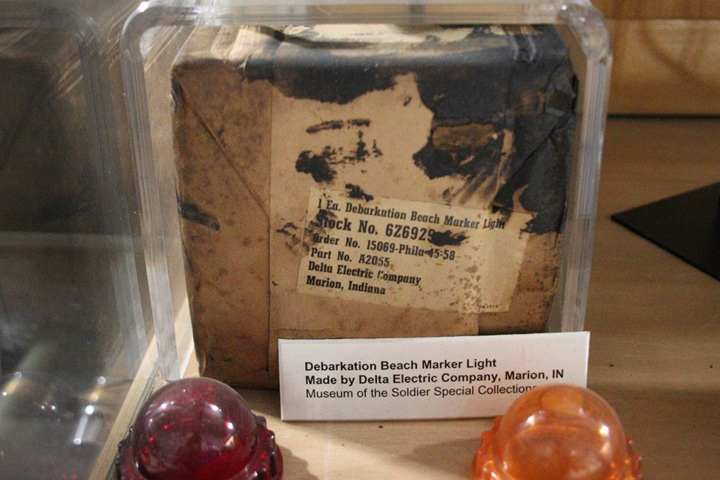 1 Ea. Debarkation Beach Marker Light
Stock No. 6Z6929
Order No. 15069-Phila-45-58
Part No. A2055
Delta Electric Company
Marion, Indiana
Debarkation Beach Marker Light
Made by Delta Electric Company, Marion, IN
Museum of the Soldier Special Collections